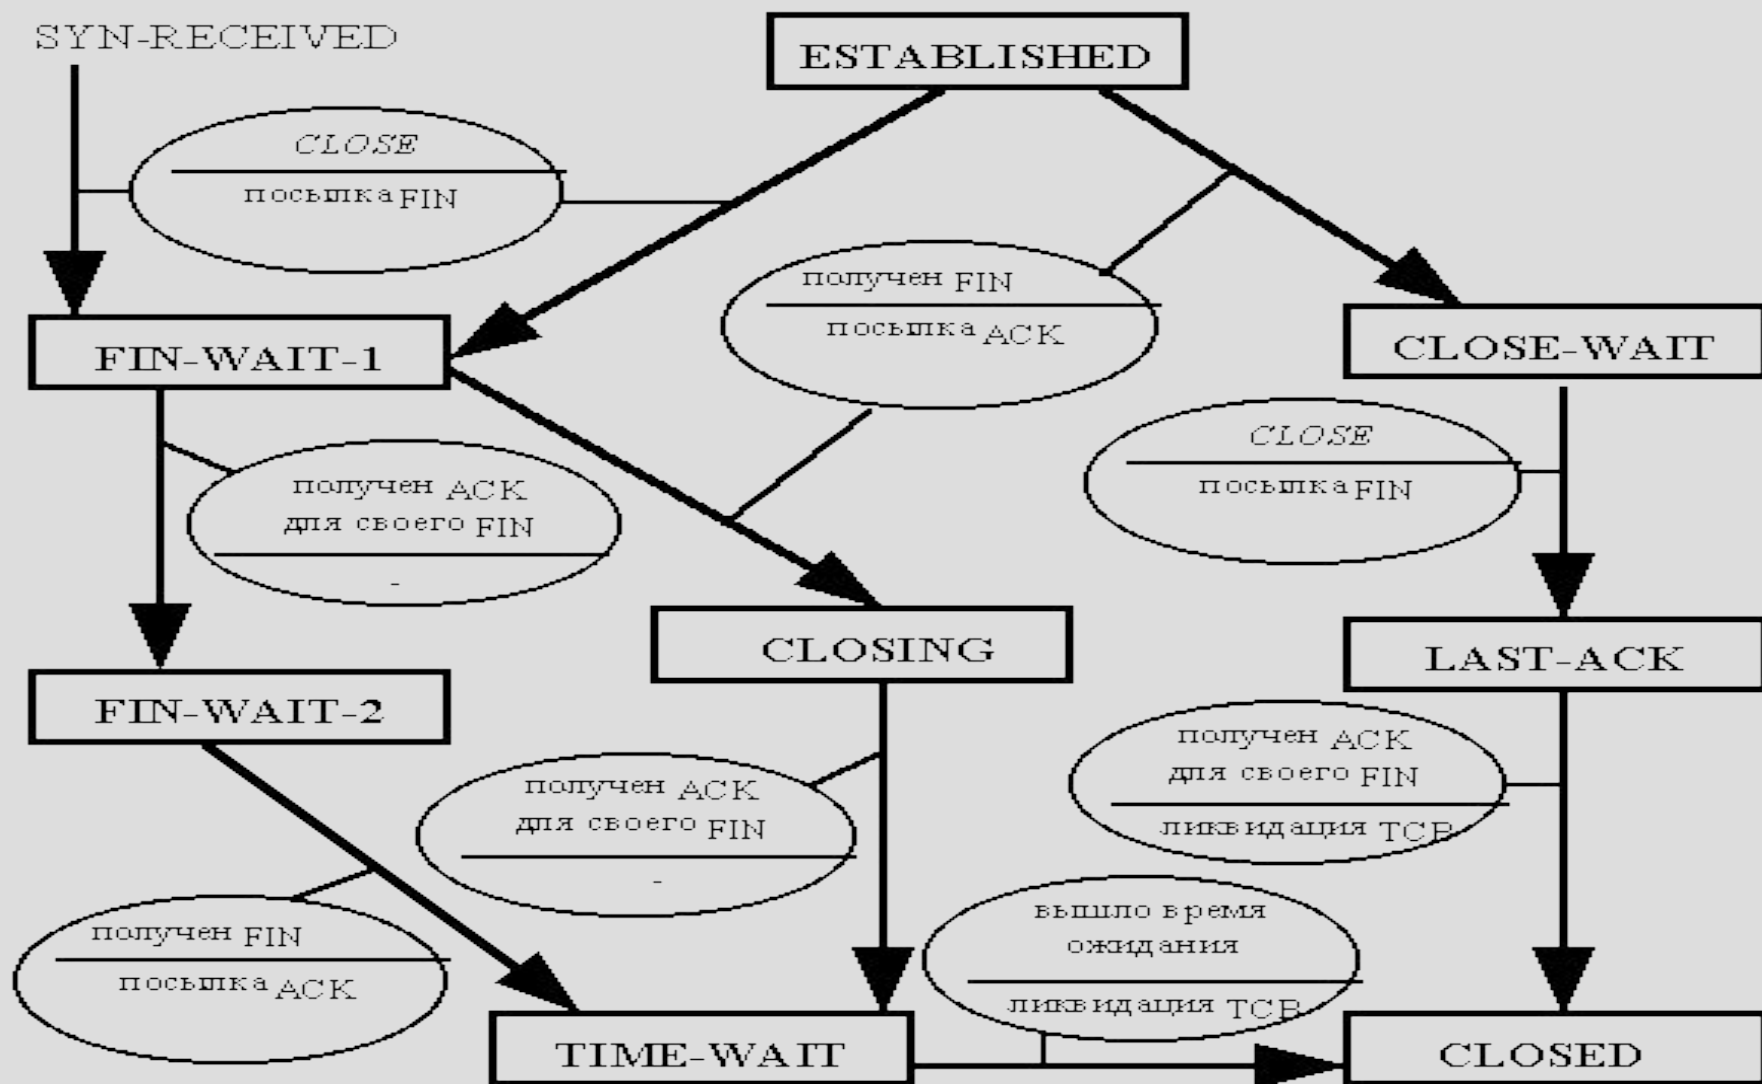 SYN-RECEIVED
ESTABLISHED
CLOSE
посылка FIN
получен FIN
посылка ACK
FIN-WAIT-1
CLOSE-WAIT
CLOSE
посылка FIN
получен ACK
для своего FIN
-
CLOSING
LAST-ACK
FIN-WAIT-2
получен ACK
для своего FIN
ликвидация TCB
получен ACK
для своего FIN
-
вышло время
ожидания
ликвидация TCB
получен FIN
посылка ACK
TIME-WAIT
CLOSED